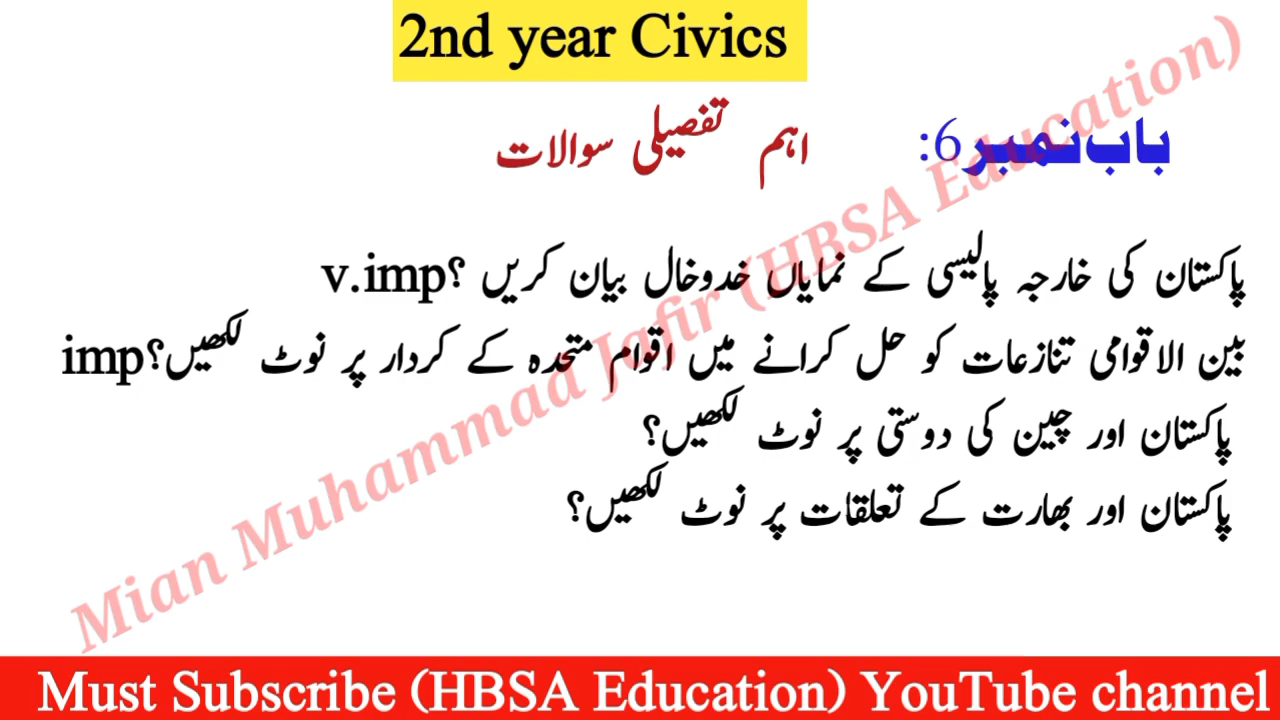 2nd year Civics
باب نمبر 6:
اہم تفصیلی سوالات
پاکستان کی خارجہ پالیسی کے نمایاں خدوخال بیان کریں ؟v.imp
بین الاقوامی تنازعات کو حل کرانے میں اقوام متحدہ کے کردار پر نوٹ لکھیں؟imp
پاکستان اور چین کی دوستی پر نوٹ لکھیں؟
پاکستان اور بھارت کے تعلقات پر نوٹ لکھیں؟
Mian Muhammad Jafir (HBSA Education)
Must Subscribe (HBSA Education) YouTube channel